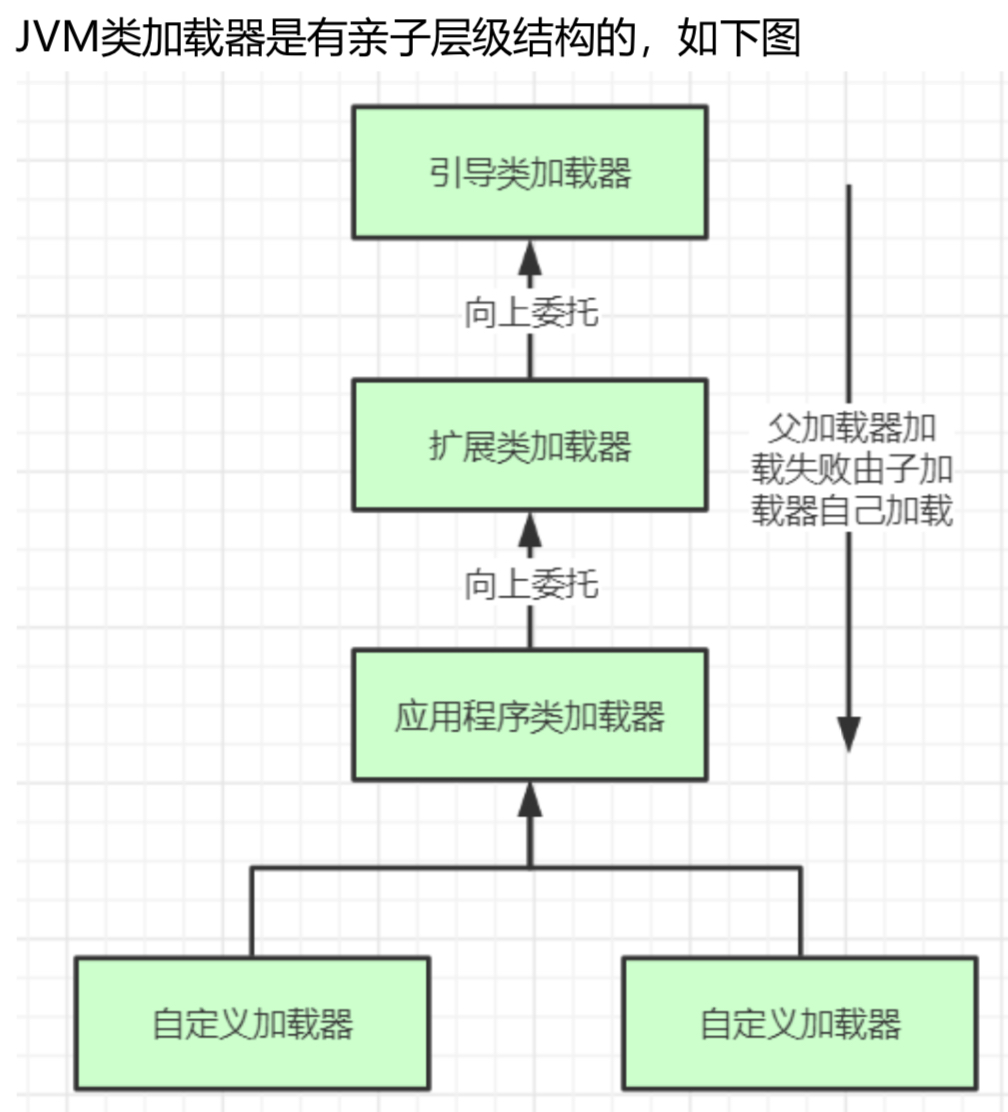 JVM类加载器是有亲子层级结构的，如下图
引导类加载器
向上委托
扩展类加载器
父加载器加
载失败由子加
载器自己加载
向上委托
应用程序类加载器
自定义加载器
自定义加载器